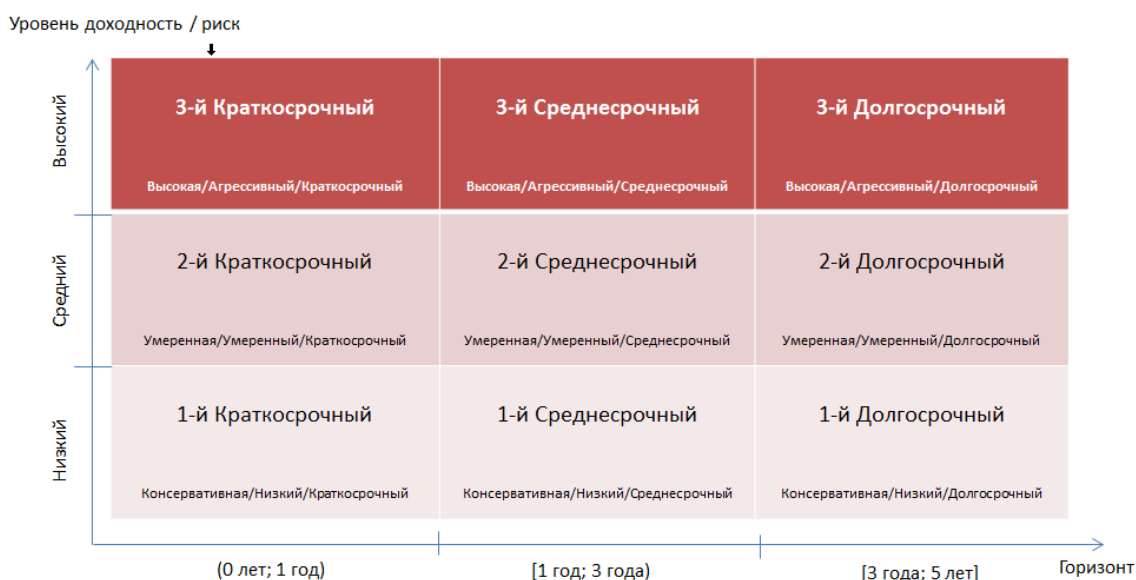 Уровень доходность / риск
Высокий
3-й Краткосрочный
3-й Среднесрочный
3-й Долгосрочный
Высокая/Агрессивный/Краткосрочный
Высокая/Агрессивный/Среднесрочный
Высокая/Агрессивный/Долгосрочный
Средний
2-й Краткосрочный
2-й Среднесрочный
2-й Долгосрочный
Умеренная/Умеренный/Краткосрочный
Умеренная/Умеренный/Среднесрочный
Умеренная/Умеренный/Долгосрочный
Низкий
1-й Краткосрочный
1-й Среднесрочный
1-й Долгосрочный
Консервативная/Низкий/Краткосрочный
Консервативная/Низкий/Среднесрочный
Консервативная/Низкий/Долгосрочный
(0 лет; 1 год)
[1 год; 3 года)
[3 года; 5 лет]
Горизонт